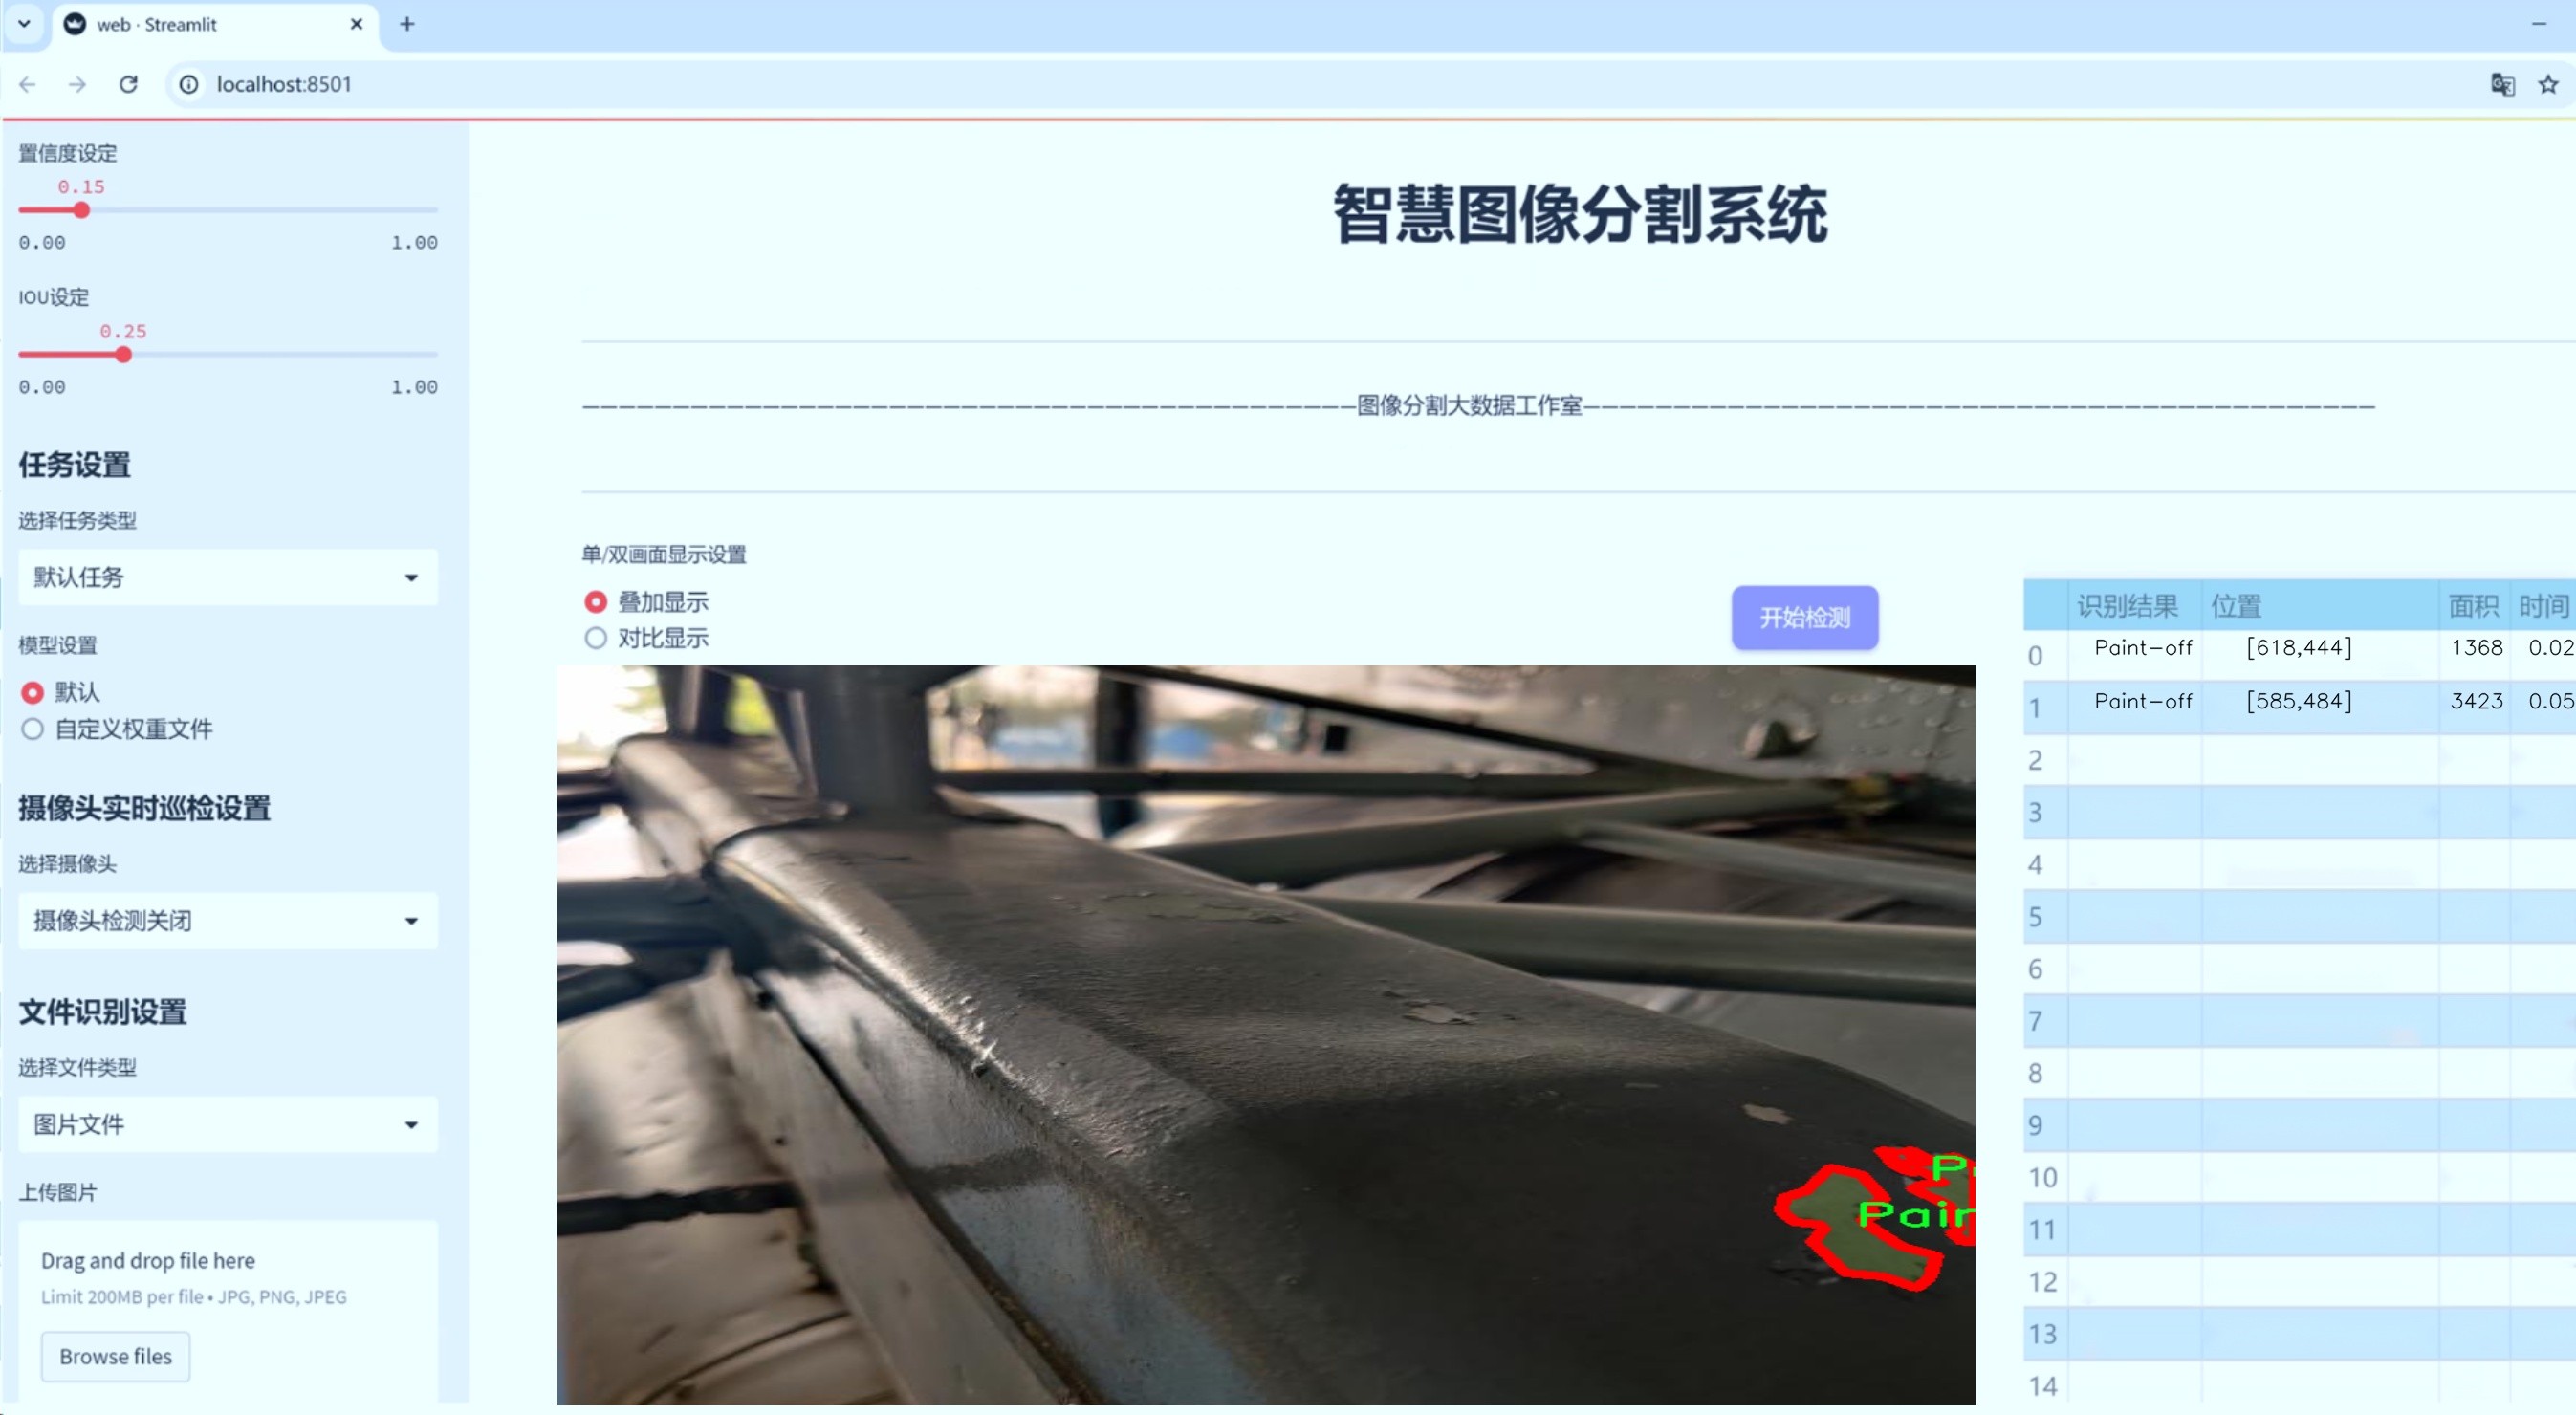 web · Streamlit
localhost:8501
置信度设定
0.15
0.00 1.00
IOU设定
0.25
0.00 1.00
任务设置
选择任务类型
默认任务
模型设置
默认
自定义权重文件
摄像头实时巡检设置
选择摄像头
摄像头检测关闭
文件识别设置
选择文件类型
图片文件
上传图片
Drag and drop file here
Limit 200MB per file • JPG, PNG, JPEG
Browse files
智慧图像分割系统
图像分割大数据工作室
单/双画面显示设置
叠加显示
对比显示
开始检测
P
Pain
识别结果 位置 面积 时间
0 Paint-off [618,444] 1368 0.02
1 Paint-off [585,484] 3423 0.05
2
3
4
5
6
7
8
9
10
11
12
13
14